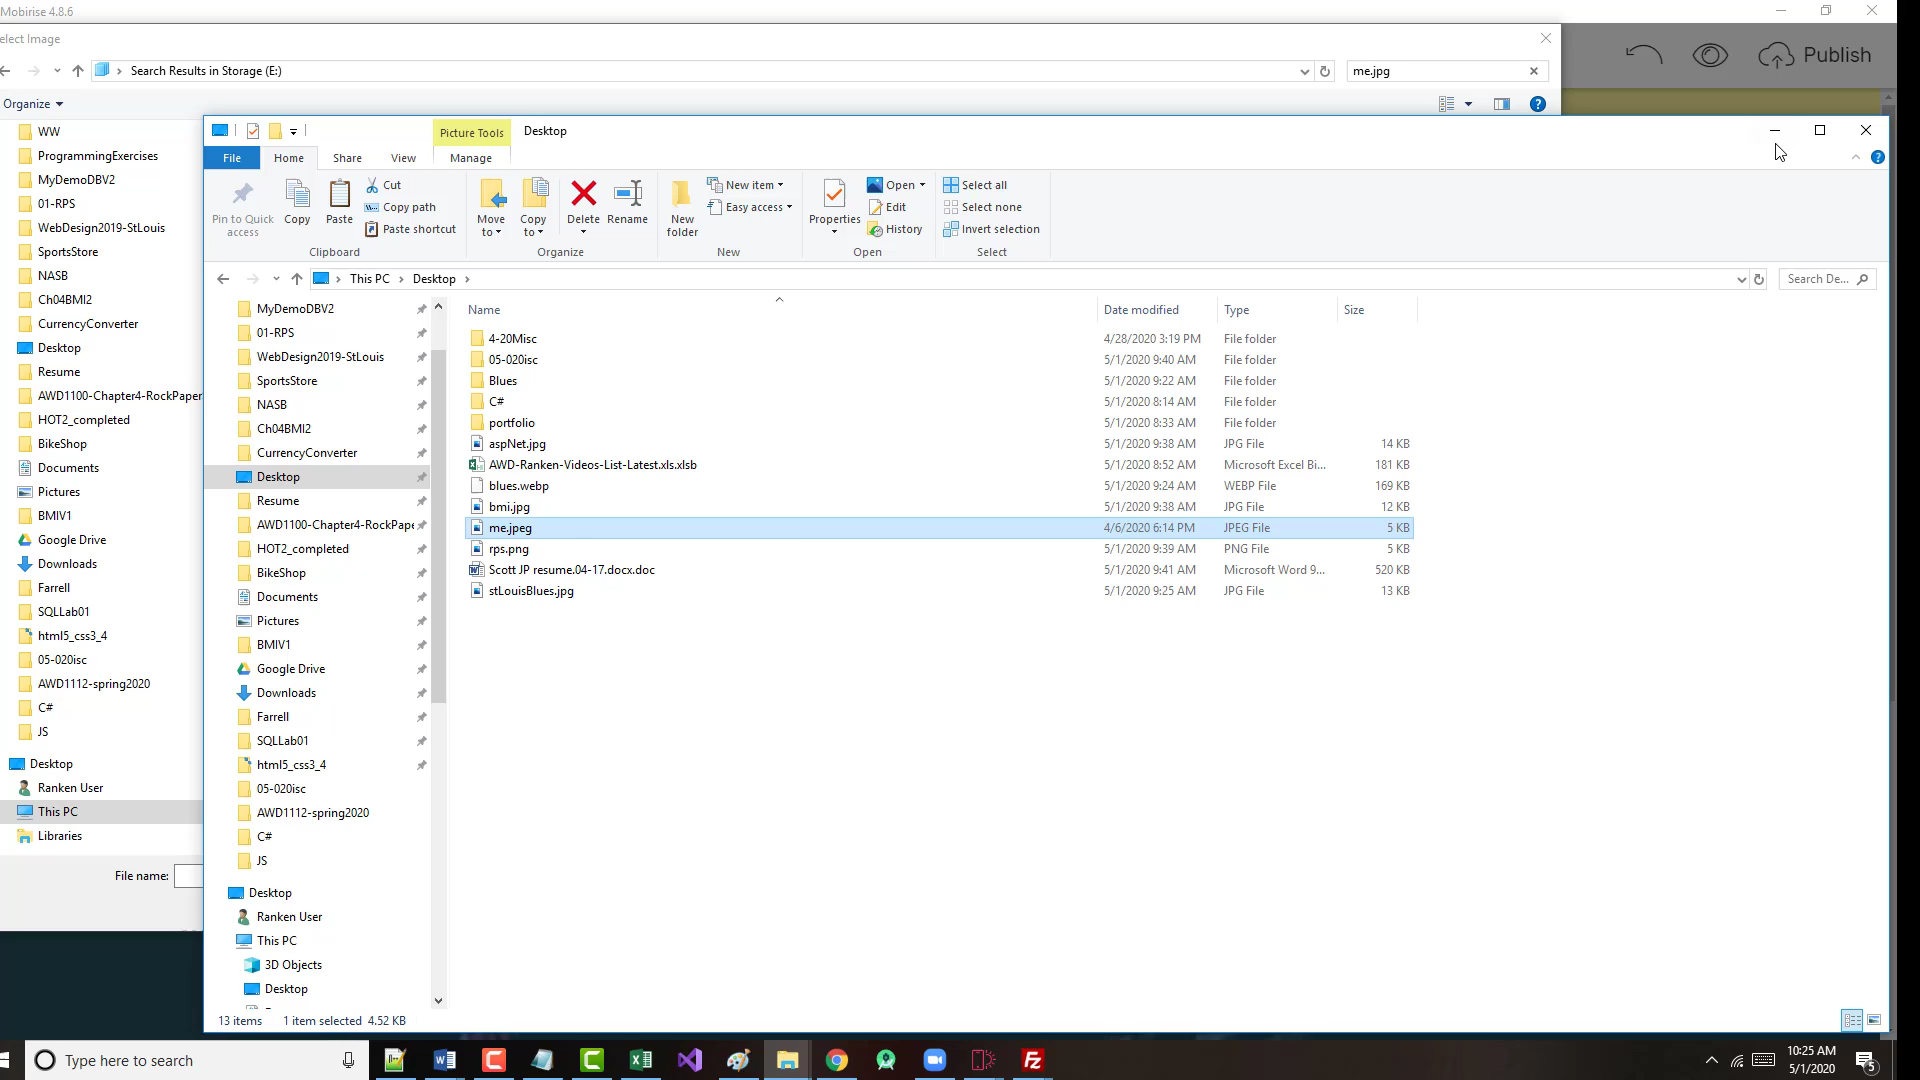 Mobirise 4.8.6
elect Image
Search Results in Storage (E:)
me.jpg
Publish
Organize
WW
ProgrammingExercises
MyDemoDBV2
01-RPS
WebDesign2019-StLouis
SportsStore
NASB
Ch04BMI2
CurrencyConverter
Desktop
Resume
AWD1100-Chapter4-RockPaper
HOT2_completed
BikeShop
Documents
Pictures
BMIV1
Google Drive
Downloads
Farrell
SQLLab01
html5_css3_4
05-020isc
AWD1112-spring2020
C#
JS
Desktop
Ranken User
This PC
Libraries
File name:
Picture Tools
Desktop
File
Home
Share
View
Manage
Pin to Quick access
Copy
Paste
Cut
Copy path
Paste shortcut
Clipboard
Move to
Copy to
Delete
Rename
Organize
New folder
New item
Easy access
New
Properties
Open
Edit
History
Open
Select all
Select none
Invert selection
Select
This PC
Desktop
Search De...
MyDemoDBV2
01-RPS
WebDesign2019-StLouis
SportsStore
NASB
Ch04BMI2
CurrencyConverter
Desktop
Resume
AWD1100-Chapter4-RockPape
HOT2_completed
BikeShop
Documents
Pictures
BMIV1
Google Drive
Downloads
Farrell
SQLLab01
html5_css3_4
05-020isc
AWD1112-spring2020
C#
JS
Desktop
Ranken User
This PC
3D Objects
Desktop
Name Date modified Type Size
4-20Misc 4/28/2020 3:19 PM File folder
05-020isc 5/1/2020 9:40 AM File folder
Blues 5/1/2020 9:22 AM File folder
C# 5/1/2020 8:14 AM File folder
portfolio 5/1/2020 8:33 AM File folder
aspNet.jpg 5/1/2020 9:38 AM JPG File 14 KB
AWD-Ranken-Videos-List-Latest.xls.xlsb 5/1/2020 8:52 AM Microsoft Excel Bi... 181 KB
blues.webp 5/1/2020 9:24 AM WEBP File 169 KB
bmi.jpg 5/1/2020 9:38 AM JPG File 12 KB
me.jpeg 4/6/2020 6:14 PM JPEG File 5 KB
rps.png 5/1/2020 9:39 AM PNG File 5 KB
Scott JP resume.04-17.docx.doc 5/1/2020 9:41 AM Microsoft Word 9... 520 KB
stLouisBlues.jpg 5/1/2020 9:25 AM JPG File 13 KB
13 items 1 item selected 4.52 KB
Type here to search
10:25 AM
5/1/2020
5